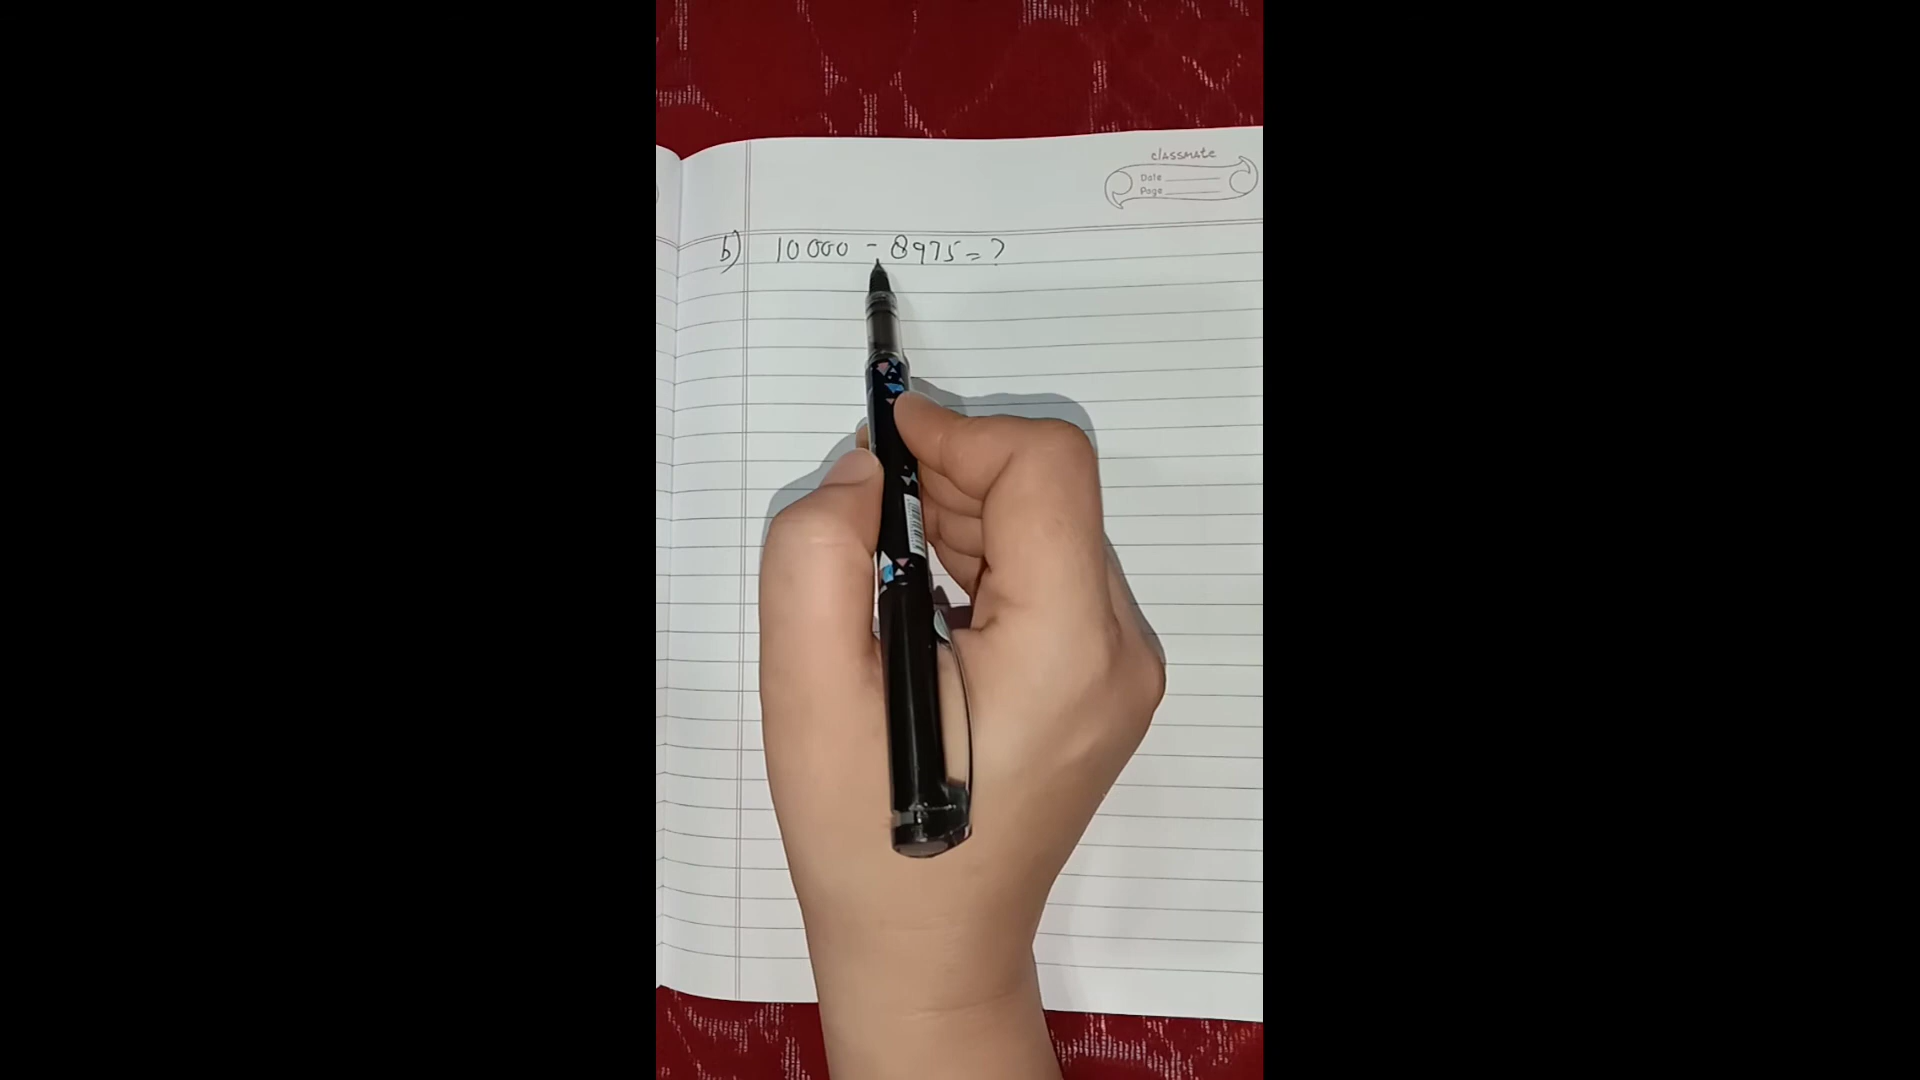 classmate
Date
Page
b) 10000 - 8975 = ?